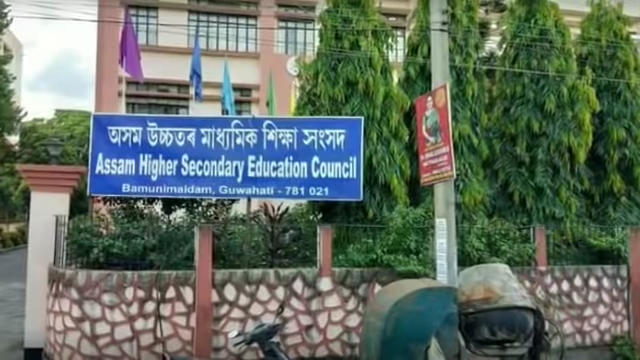 অসম উচ্চতৰ মাধ্যমিক শিক্ষা সংসদ
Assam Higher Secondary Education Council
Bamunimaidam, Guwahati - 781 021